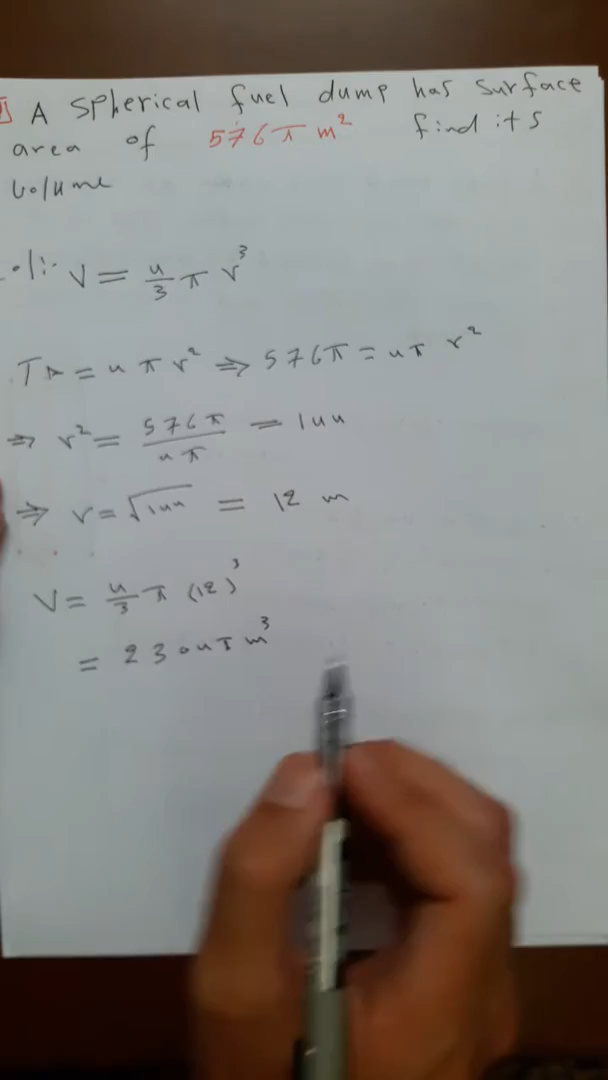 A spherical fuel dump has surface
area of 576π m² find its
volume
V = 4/3 π r³
TA = 4 π r² ⇒ 576π = 4π r²
⇒ r² = 576π / 4π = 144
⇒ r = √144 = 12 m
V = 4/3 π (12)³
= 2304π m³